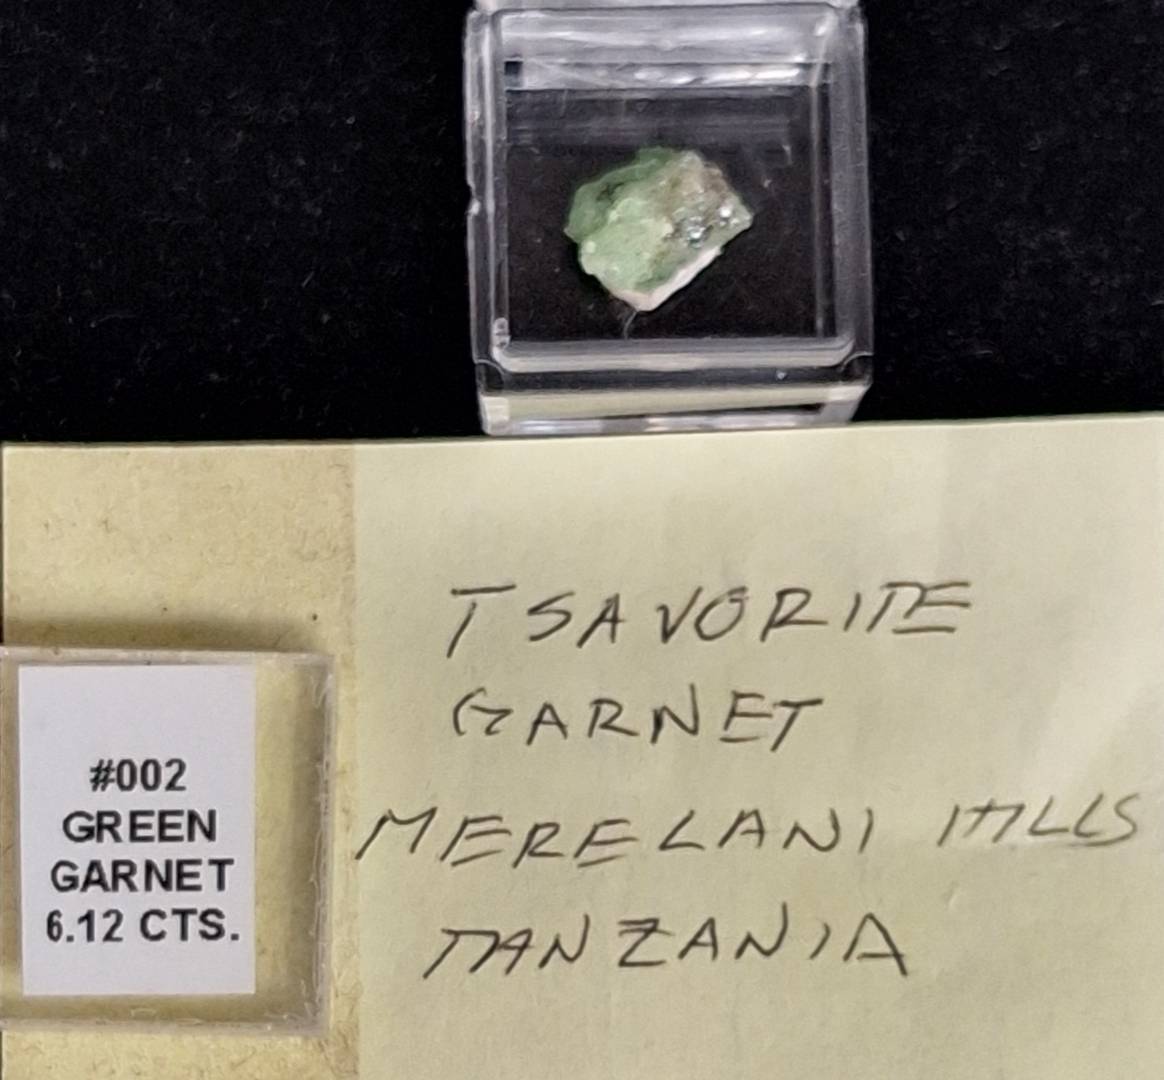 TSAVORITE
GARNET
MERELANI HILLS
TANZANIA
#002
GREEN
GARNET
6.12 CTS.